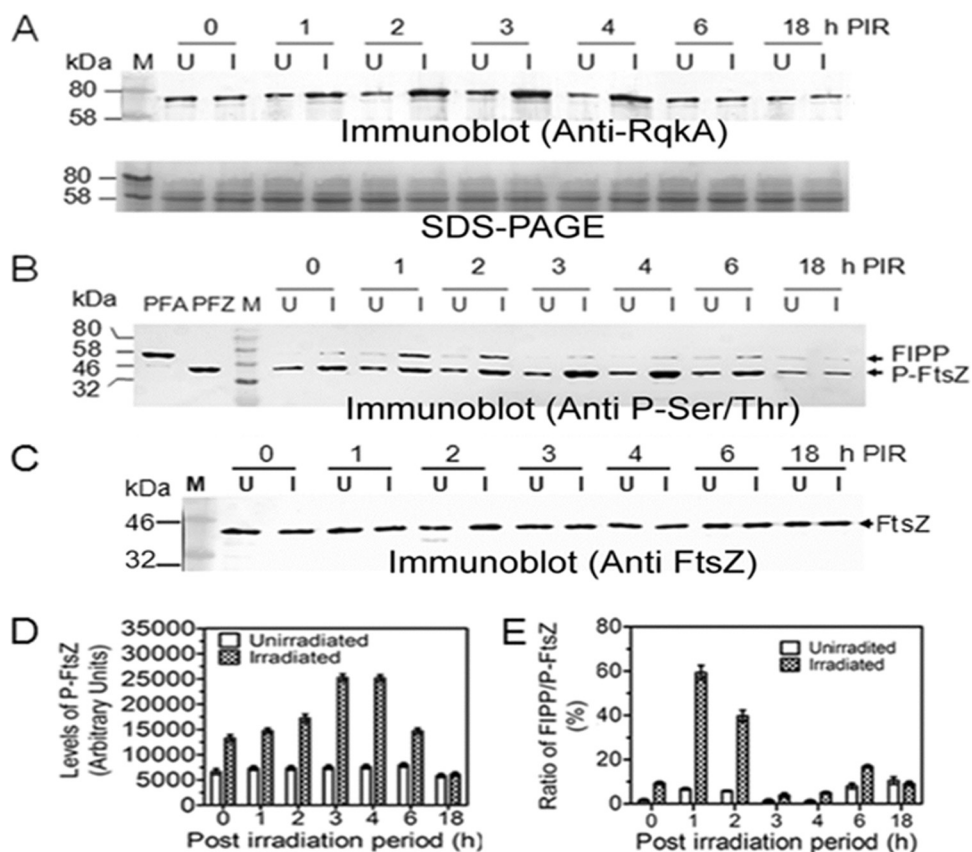 A
0 1 2 3 4 6 18 h PIR
kDa M U I U I U I U I U I U I U I
80
58
Immunoblot (Anti-RqkA)
80
58
SDS-PAGE
B
0 1 2 3 4 6 18 h PIR
kDa PFA PFZ M U I U I U I U I U I U I U I
80
58
46
32
FIPP
P-FtsZ
Immunoblot (Anti P-Ser/Thr)
C
0 1 2 3 4 6 18 h PIR
kDa M U I U I U I U I U I U I U I
46
32
FtsZ
Immunoblot (Anti FtsZ)
D
Levels of P-FtsZ
(Arbitrary Units)
35000
30000
25000
20000
15000
10000
5000
0
Unirradiated
Irradiated
0 1 2 3 4 6 18
Post irradiation period (h)
E
Ratio of FIPP/P-FtsZ
(%)
80
60
40
20
0
Unirradited
Irradiated
0 1 2 3 4 6 18
Post irradiation period (h)